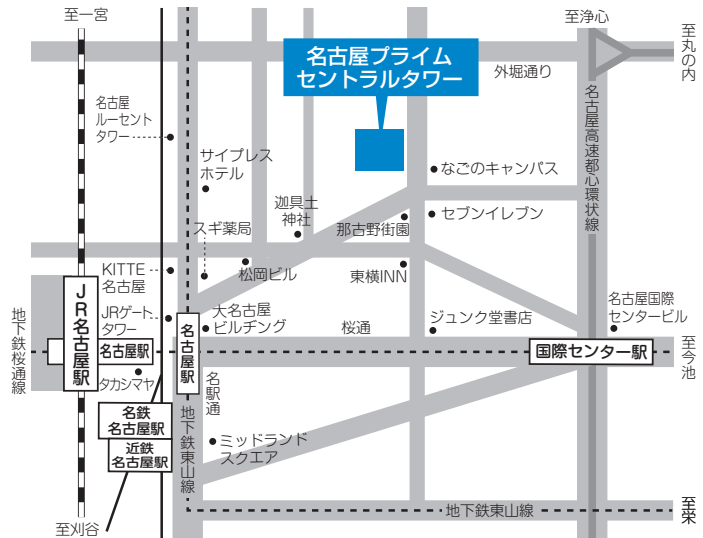 至一宮
至浄心
至丸の内
名古屋プライム
セントラルタワー
外堀通り
名古屋高速都心環状線
名古屋
ルーセント
タワー
サイプレス
ホテル
なごのキャンパス
迦具土
神社
那古野街園
セブンイレブン
スギ薬局
松岡ビル
東横INN
KITTE
名古屋
JRゲート
タワー
大名古屋
ビルヂング
桜通
ジュンク堂書店
名古屋国際
センタービル
地下鉄桜通線
JR名古屋駅
名古屋駅
名古屋駅
国際センター駅
至今池
タカシマヤ
名駅通
名鉄
名古屋駅
近鉄
名古屋駅
地下鉄東山線
ミッドランド
スクエア
地下鉄東山線
至栄
至刈谷